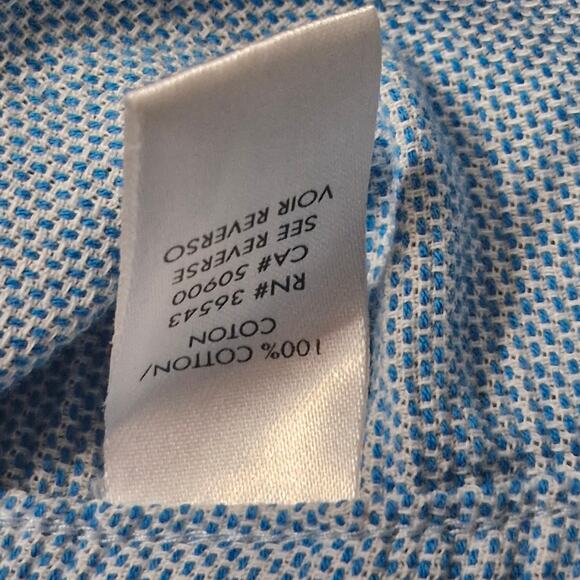 100% COTTON/
COTON
RN# 36543
CA# 50900
SEE REVERSE
VOIR REVERSO